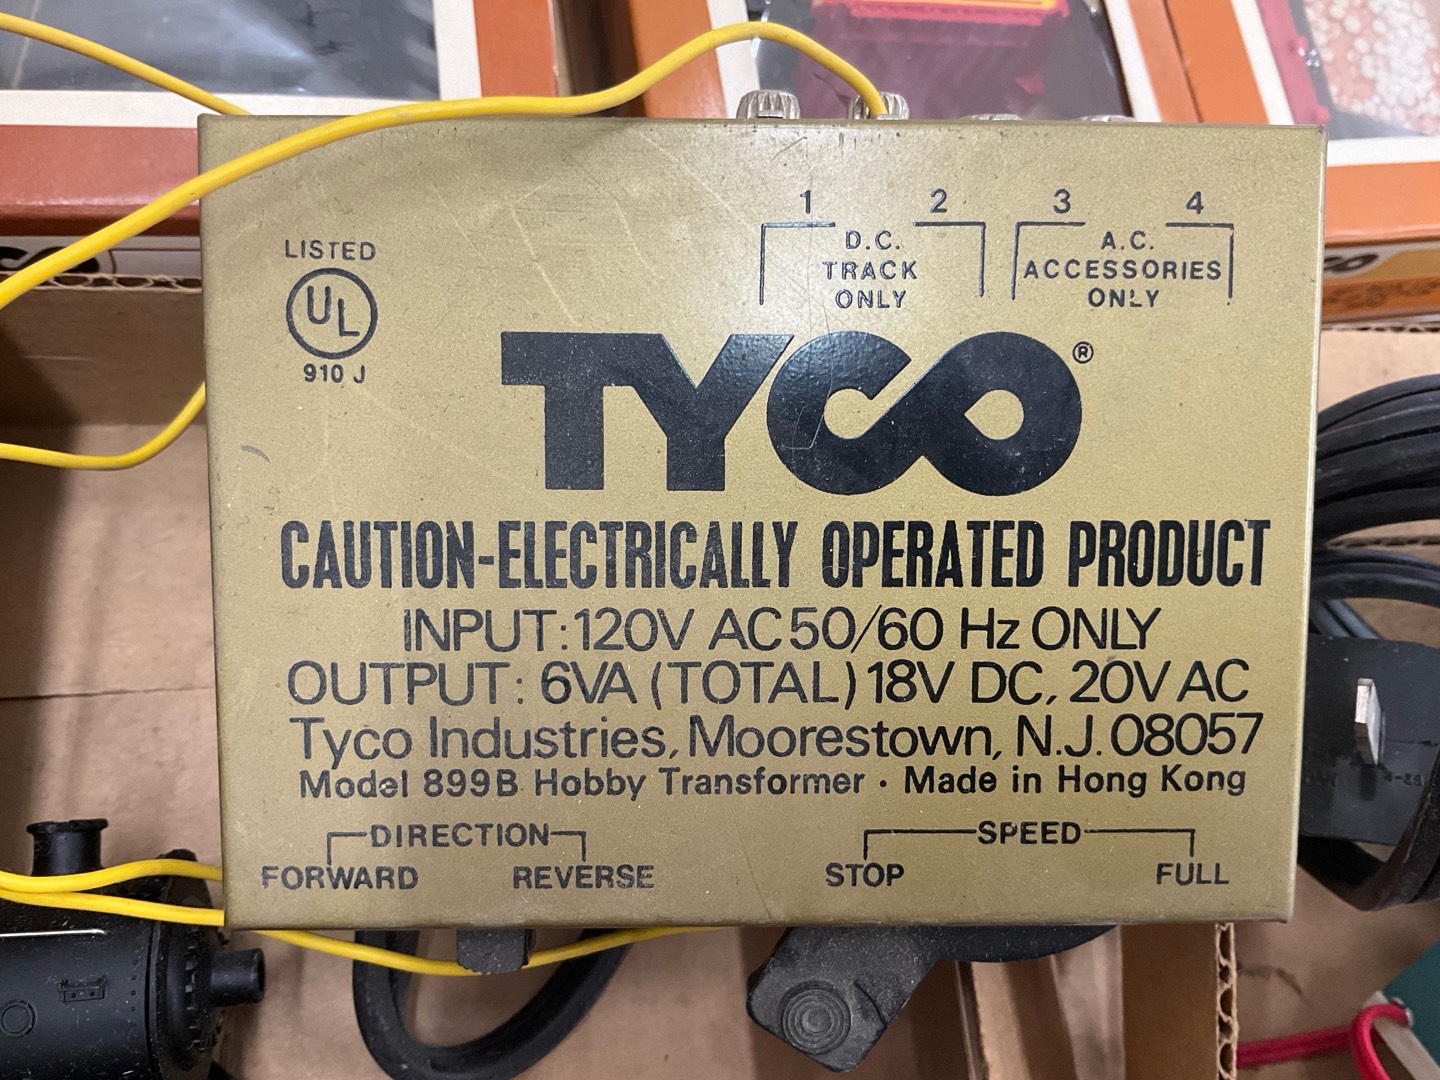 1 2 3 4
D.C.
TRACK
ONLY
A.C.
ACCESSORIES
ONLY
LISTED
UL
910 J
TYCO®
CAUTION-ELECTRICALLY OPERATED PRODUCT
INPUT: 120V AC 50/60 Hz ONLY
OUTPUT: 6VA (TOTAL) 18V DC, 20V AC
Tyco Industries, Moorestown, N.J. 08057
Model 899B Hobby Transformer · Made in Hong Kong
DIRECTION
FORWARD REVERSE
SPEED
STOP FULL